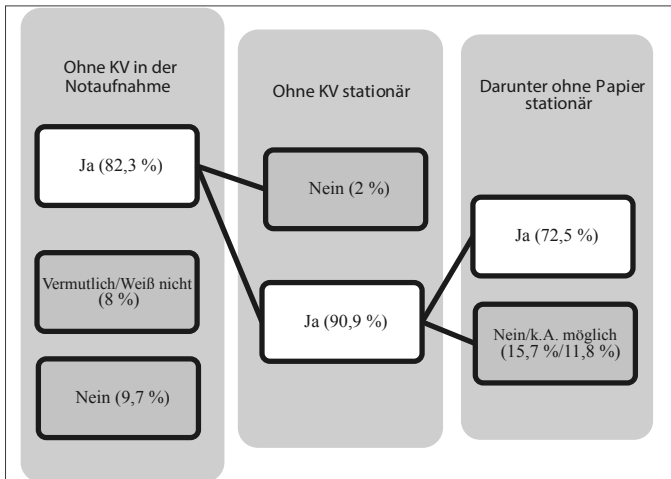 Ohne KV in der
Notaufnahme
Ja (82,3 %)
Vermutlich/Weiß nicht
(8 %)
Nein (9,7 %)
Ohne KV stationär
Nein (2 %)
Ja (90,9 %)
Darunter ohne Papier
stationär
Ja (72,5 %)
Nein/k.A. möglich
(15,7 %/11,8 %)